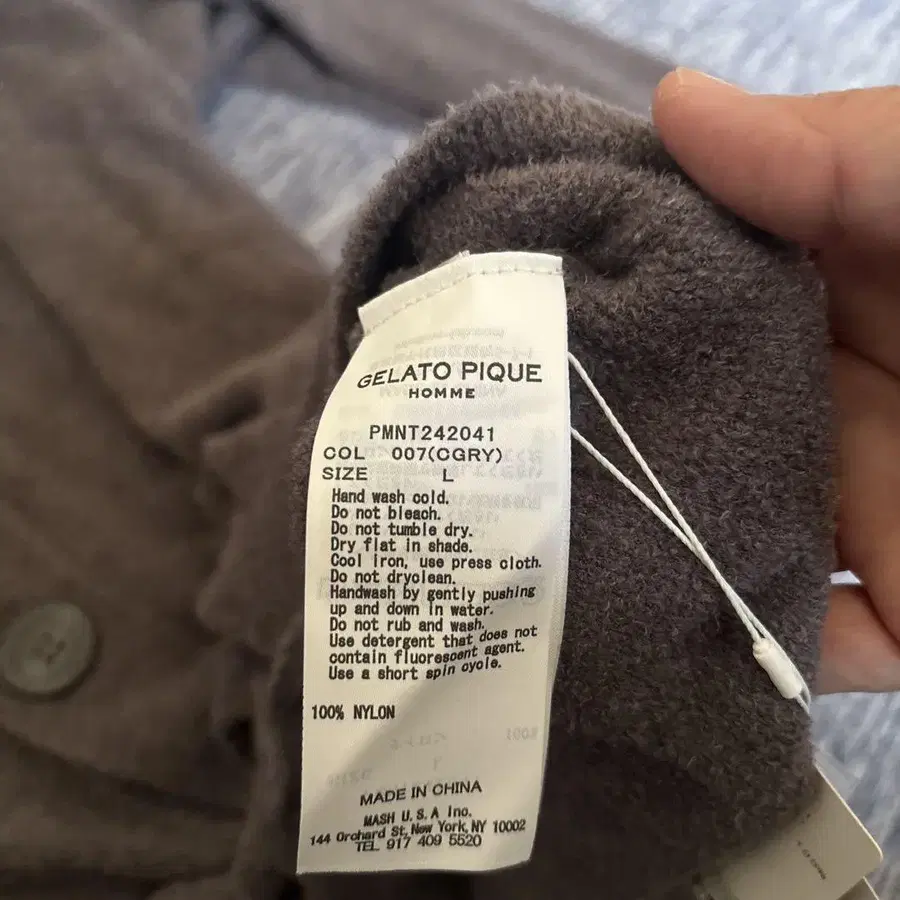 GELATO PIQUE
HOMME
PMNT242041
COL 007(CGRY)
SIZE L
Hand wash cold.
Do not bleach.
Do not tumble dry.
Dry flat in shade.
Cool iron, use press cloth.
Do not dryclean.
Handwash by gently pushing
up and down in water.
Do not rub and wash.
Use detergent that does not
contain fluorescent agent.
Use a short spin cycle.
100% NYLON
MADE IN CHINA
MASH U.S.A Inc.
144 Orchard St, New York, NY 10002
TEL 917 409 5520